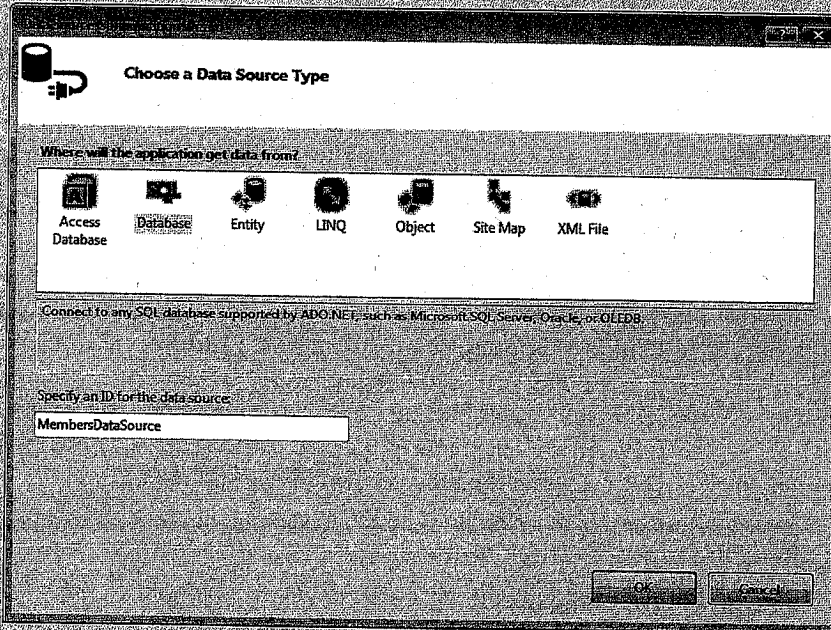 Choose a Data Source Type
Where will the application get data from?
Access Database
Database
Entity
LINQ
Object
Site Map
XML File
Connect to any SQL database supported by ADO.NET, such as Microsoft SQL Server, Oracle, or OLEDB.
Specify an ID for the data source:
MembersDataSource
OK
Cancel